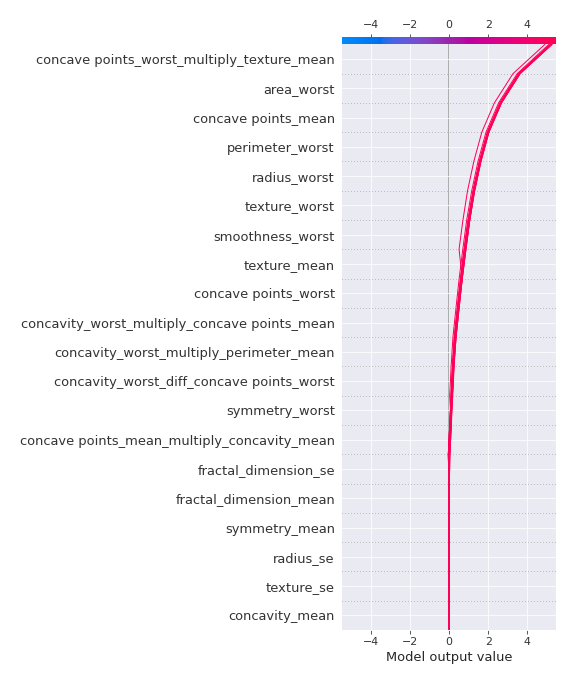 −4 −2 0 2 4
concave points_worst_multiply_texture_mean
area_worst
concave points_mean
perimeter_worst
radius_worst
texture_worst
smoothness_worst
texture_mean
concave points_worst
concavity_worst_multiply_concave points_mean
concavity_worst_multiply_perimeter_mean
concavity_worst_diff_concave points_worst
symmetry_worst
concave points_mean_multiply_concavity_mean
fractal_dimension_se
fractal_dimension_mean
symmetry_mean
radius_se
texture_se
concavity_mean
−4 −2 0 2 4
Model output value